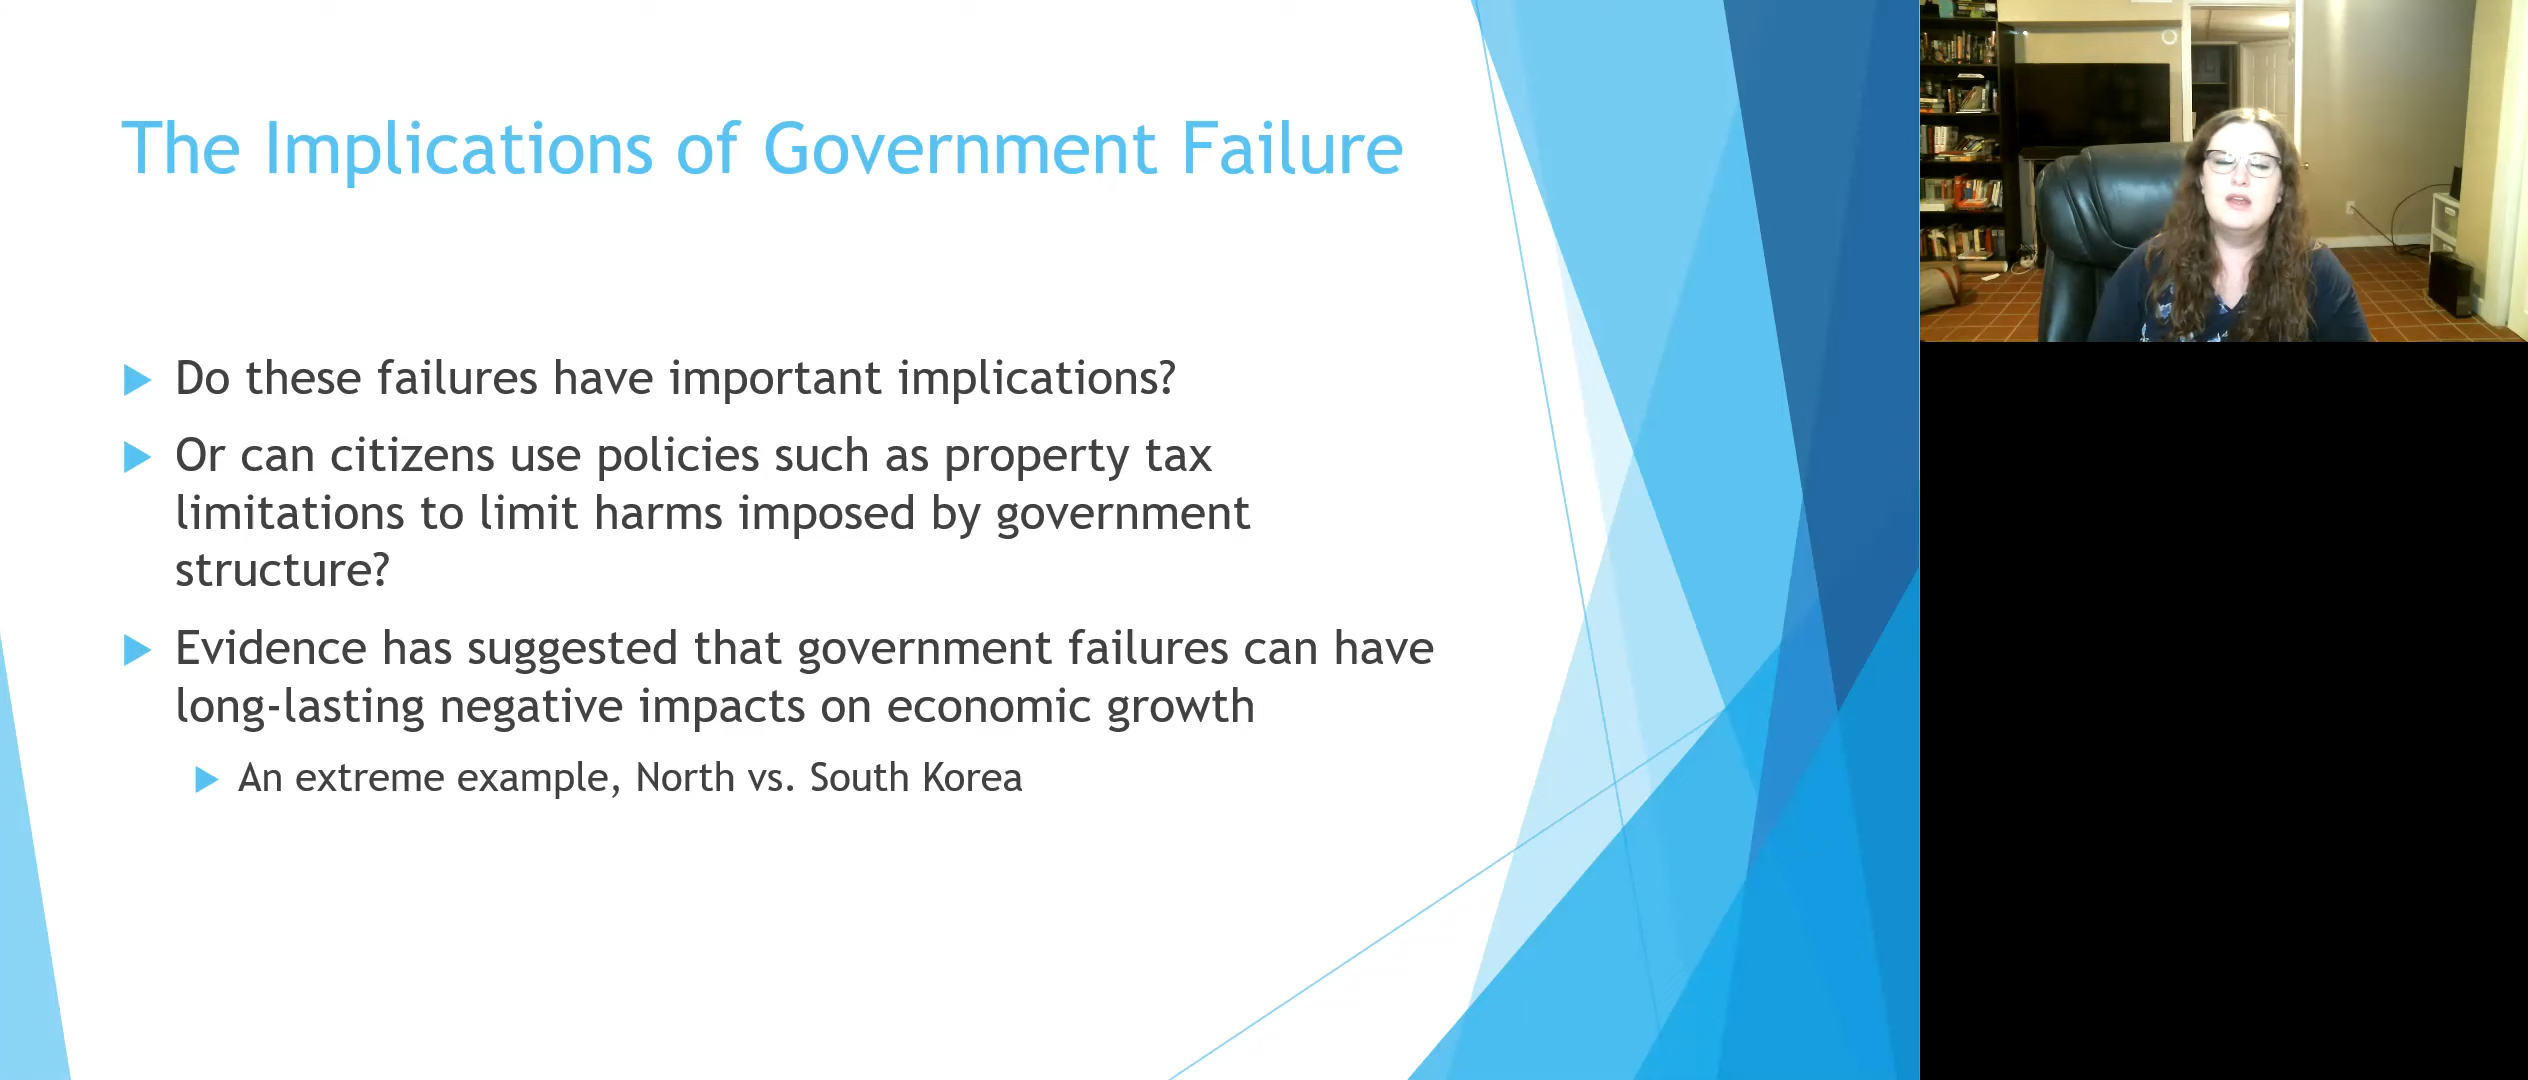 The Implications of Government Failure
Do these failures have important implications?
Or can citizens use policies such as property tax
limitations to limit harms imposed by government
structure?
Evidence has suggested that government failures can have
long-lasting negative impacts on economic growth
An extreme example, North vs. South Korea